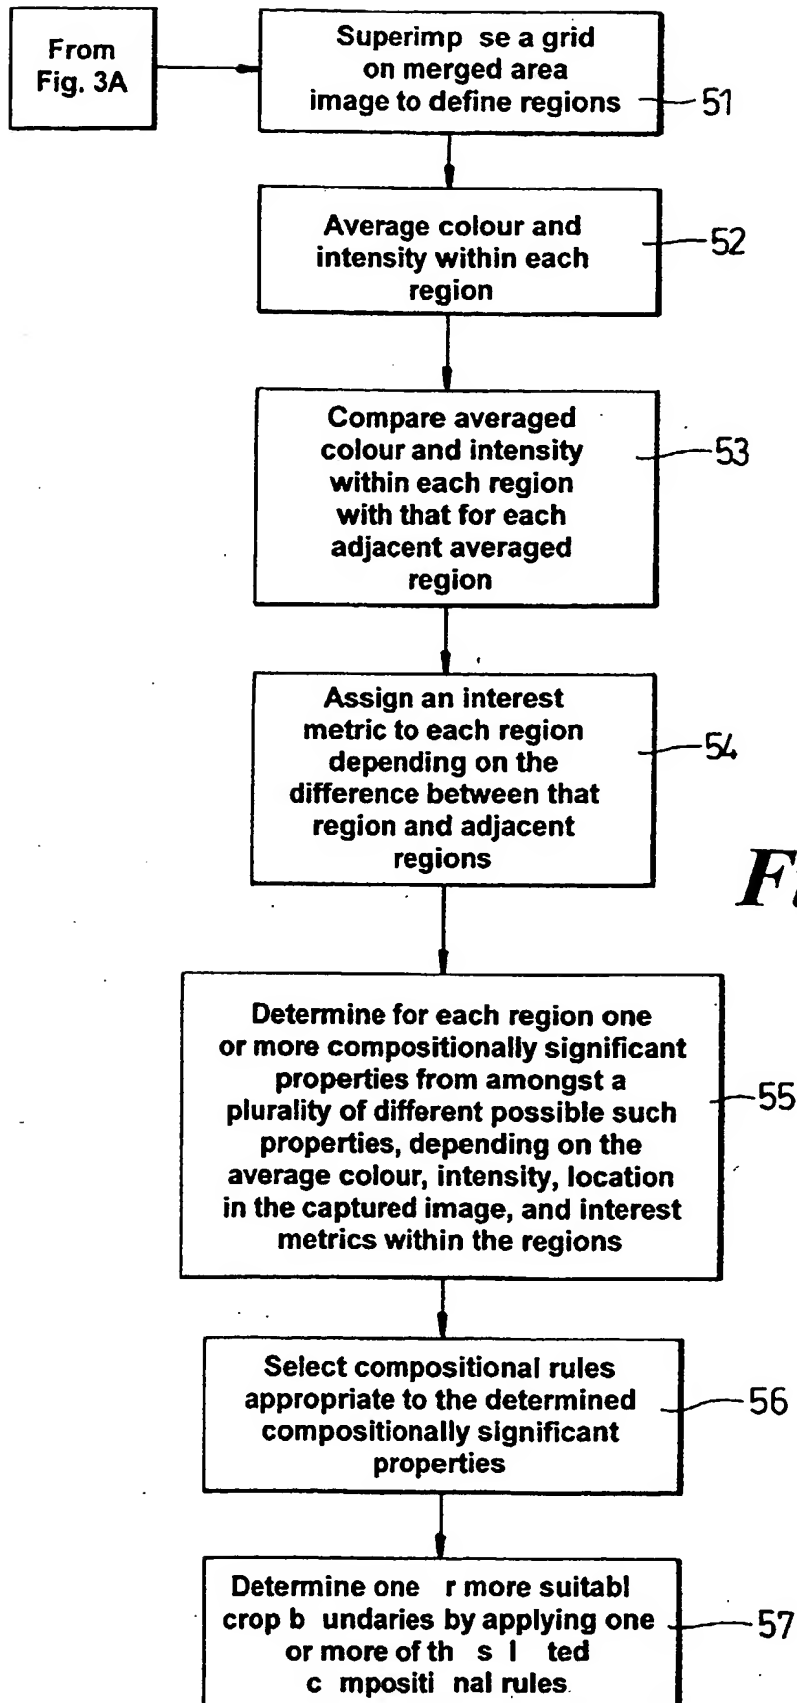 From
Fig. 3A
Superimp se a grid
on merged area
image to define regions
51
Average colour and
intensity within each
region
52
Compare averaged
colour and intensity
within each region
with that for each
adjacent averaged
region
53
Assign an interest
metric to each region
depending on the
difference between that
region and adjacent
regions
54
Determine for each region one
or more compositionally significant
properties from amongst a
plurality of different possible such
properties, depending on the
average colour, intensity, location
in the captured image, and interest
metrics within the regions
55
Select compositional rules
appropriate to the determined
compositionally significant
properties
56
Determine one r more suitabl
crop b undaries by applying one
or more of th s l ted
c mpositi nal rules
57